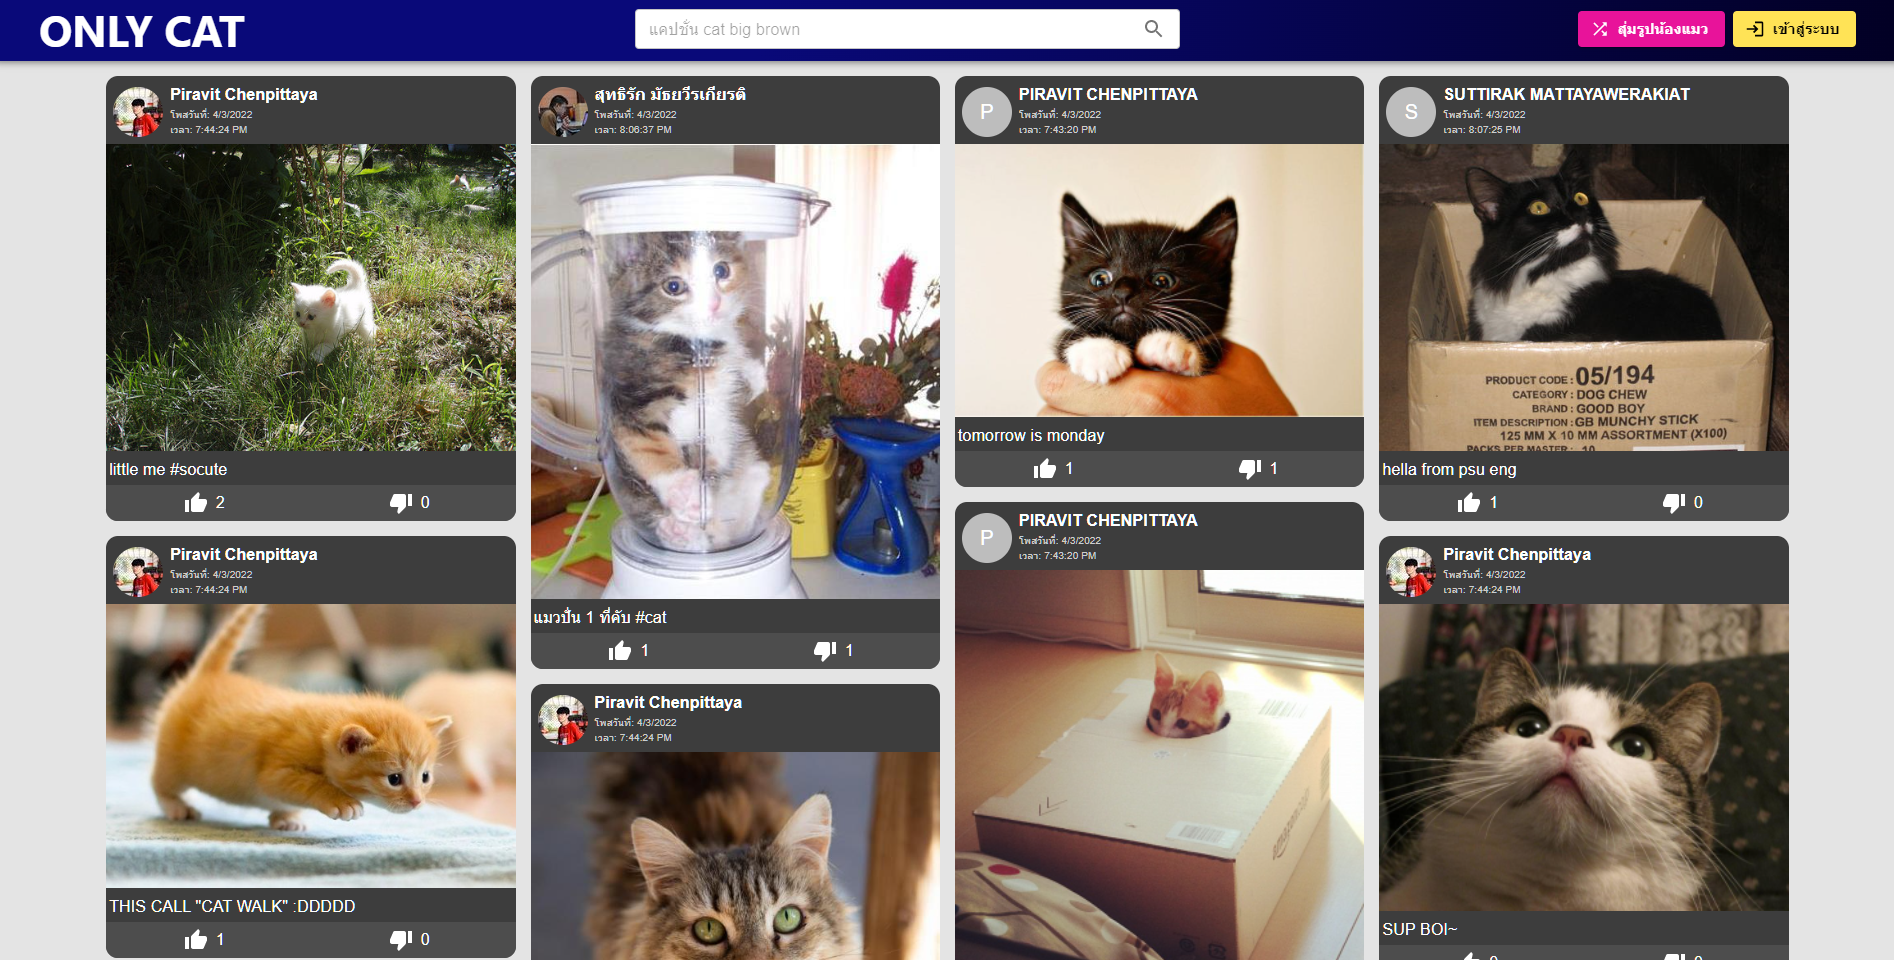 ONLY CAT
แคปชั่น cat big brown
สุ่มรูปน้องแมว
เข้าสู่ระบบ
Piravit Chenpittaya
โพสวันที่: 4/3/2022
เวลา: 7:44:24 PM
little me #socute
2
0
Piravit Chenpittaya
โพสวันที่: 4/3/2022
เวลา: 7:44:24 PM
THIS CALL "CAT WALK" :DDDDD
1
0
สุทธิรัก มัธยวีรเกียรติ
โพสวันที่: 4/3/2022
เวลา: 8:06:37 PM
แมวปั่น 1 ที่คับ #cat
1
1
Piravit Chenpittaya
โพสวันที่: 4/3/2022
เวลา: 7:44:24 PM
P
PIRAVIT CHENPITTAYA
โพสวันที่: 4/3/2022
เวลา: 7:43:20 PM
tomorrow is monday
1
1
P
PIRAVIT CHENPITTAYA
โพสวันที่: 4/3/2022
เวลา: 7:43:20 PM
S
SUTTIRAK MATTAYAWERAKIAT
โพสวันที่: 4/3/2022
เวลา: 8:07:25 PM
PRODUCT CODE : 05/194
CATEGORY : DOG CHEW
BRAND : GOOD BOY
ITEM DESCRIPTION : GB MUNCHY STICK
125 MM X 10 MM ASSORTMENT (X100)
PACKS PER MASTER : 10
hella from psu eng
1
0
Piravit Chenpittaya
โพสวันที่: 4/3/2022
เวลา: 7:44:24 PM
SUP BOI~